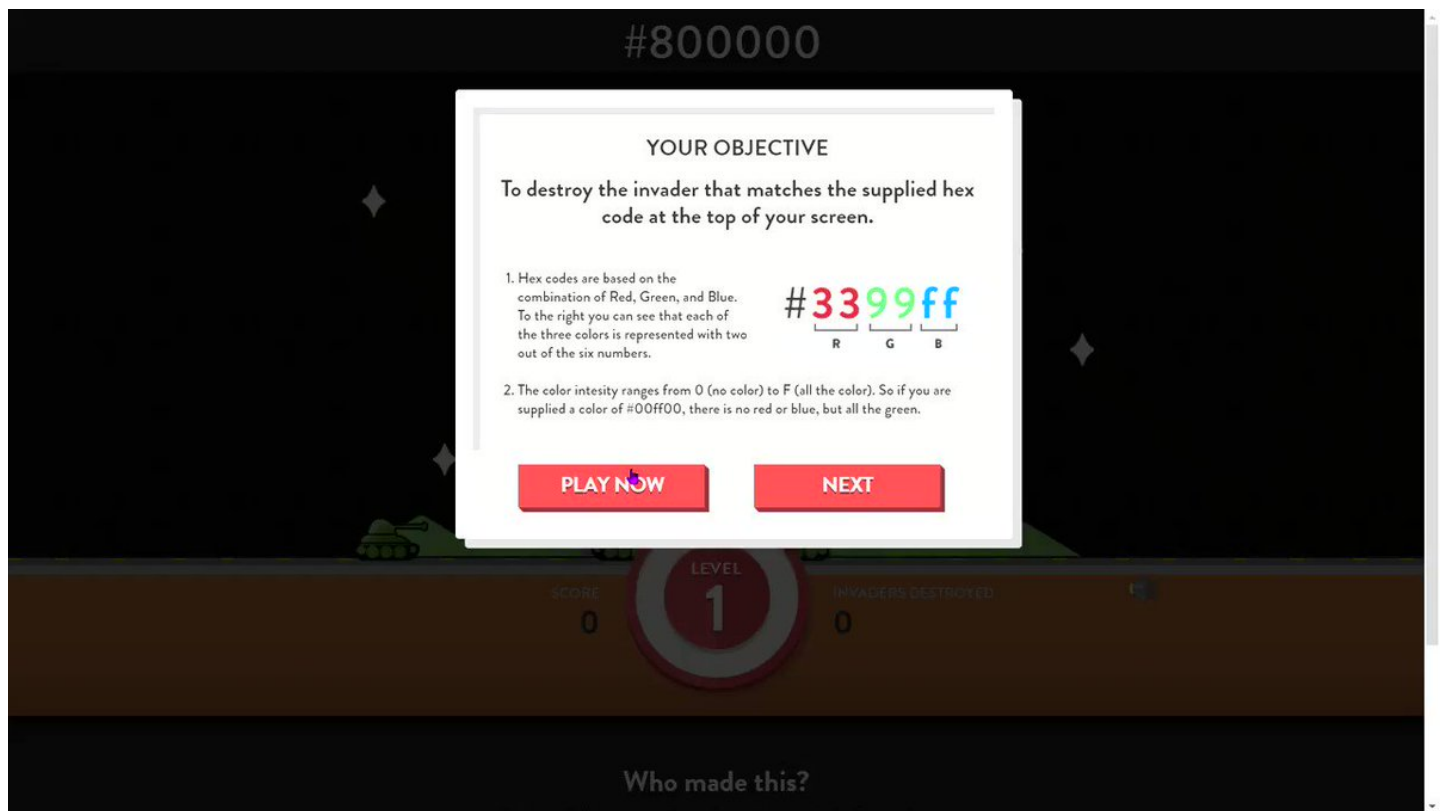 #800000
YOUR OBJECTIVE
To destroy the invader that matches the supplied hex
code at the top of your screen.
1. Hex codes are based on the
combination of Red, Green, and Blue.
To the right you can see that each of
the three colors is represented with two
out of the six numbers.
#3399ff
R G B
2. The color intesity ranges from 0 (no color) to F (all the color). So if you are
supplied a color of #00ff00, there is no red or blue, but all the green.
PLAY NOW
NEXT
LEVEL
1
SCORE
0
INVADERS DESTROYED
0
Who made this?